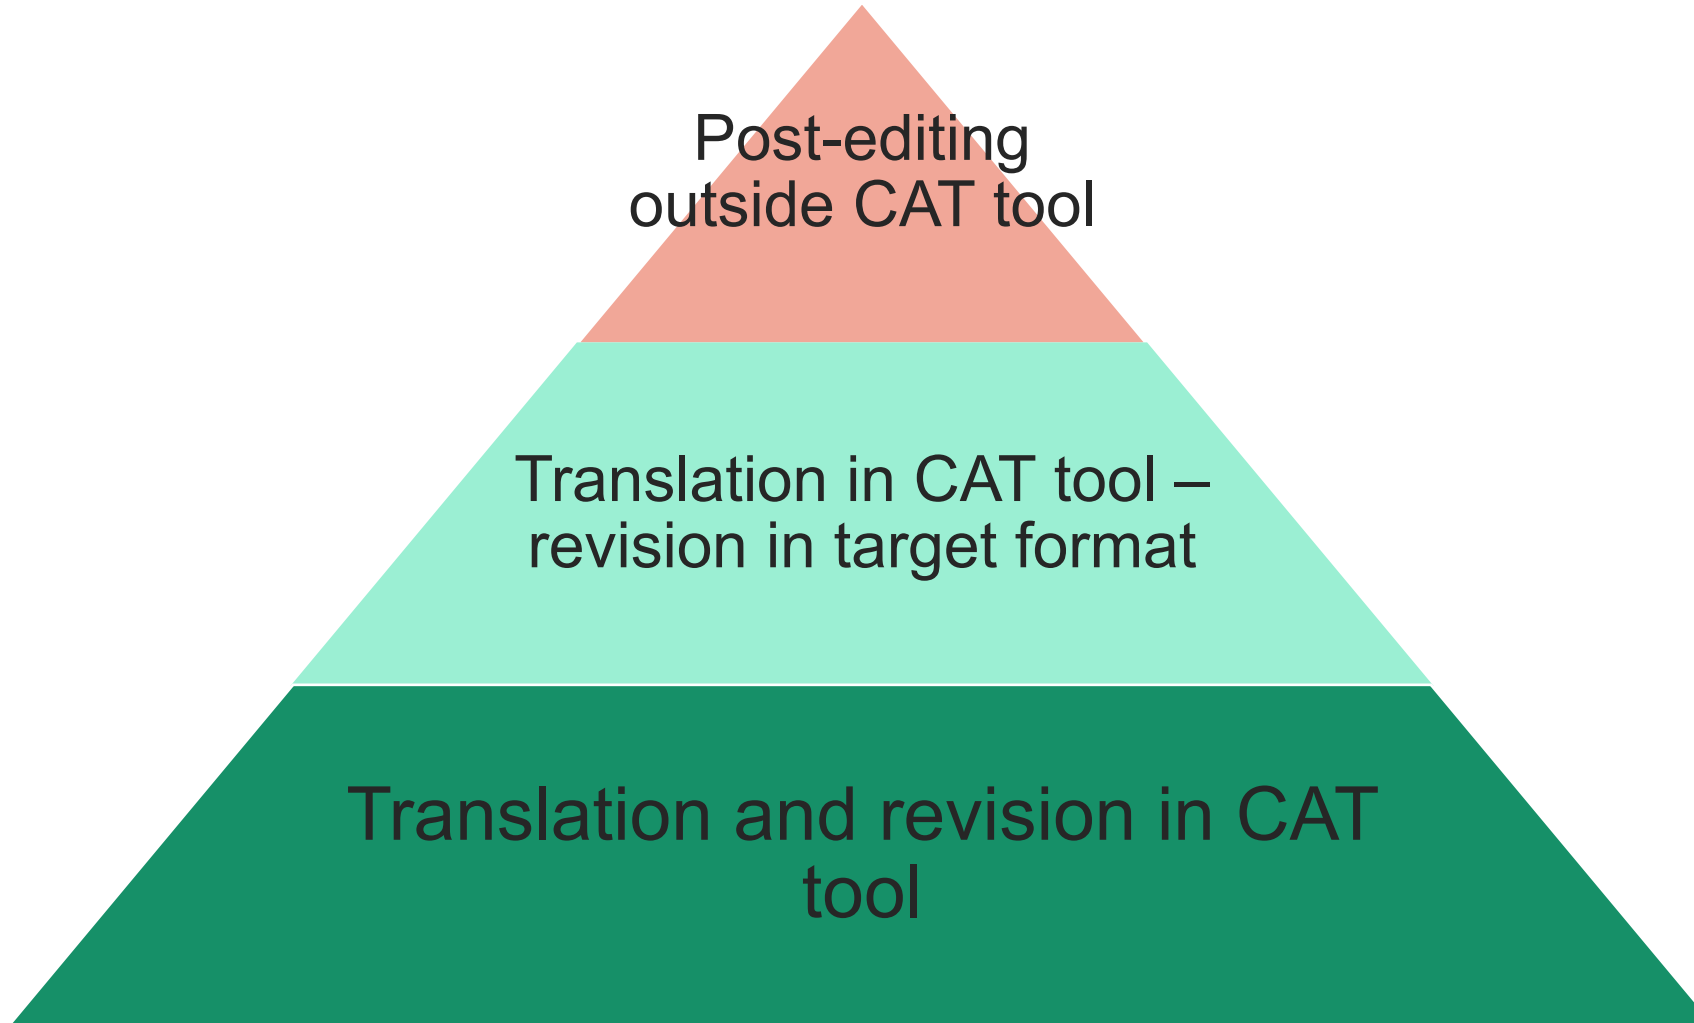 Post-editing
outside CAT tool
Translation in CAT tool –
revision in target format
Translation and revision in CAT
tool